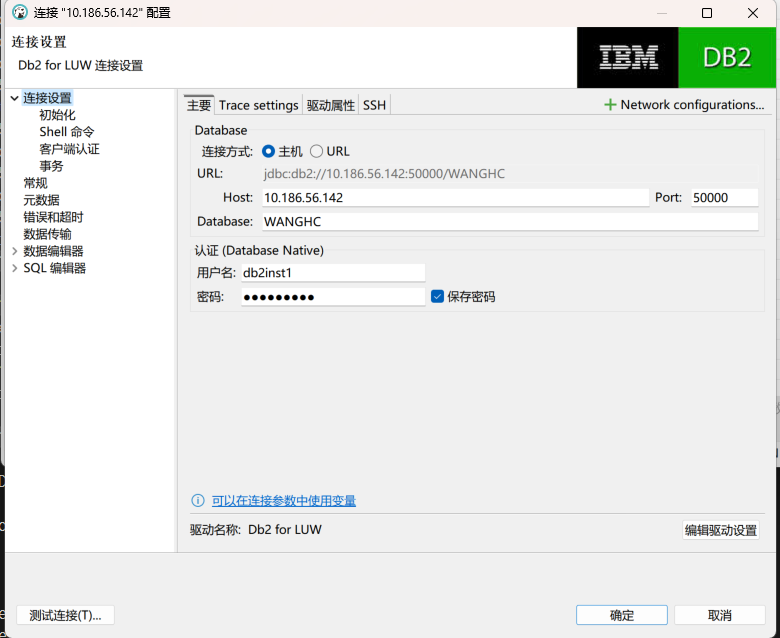 连接 "10.186.56.142" 配置
连接设置
Db2 for LUW 连接设置
IBM
DB2
连接设置
初始化
Shell 命令
客户端认证
事务
常规
元数据
错误和超时
数据传输
数据编辑器
SQL 编辑器
主要 Trace settings 驱动属性 SSH
Network configurations...
Database
连接方式: 主机 URL
URL: jdbc:db2://10.186.56.142:50000/WANGHC
Host: 10.186.56.142 Port: 50000
Database: WANGHC
认证 (Database Native)
用户名: db2inst1
密码: ●●●●●●●●● 保存密码
可以在连接参数中使用变量
驱动名称: Db2 for LUW 编辑驱动设置
测试连接(T)... 确定 取消